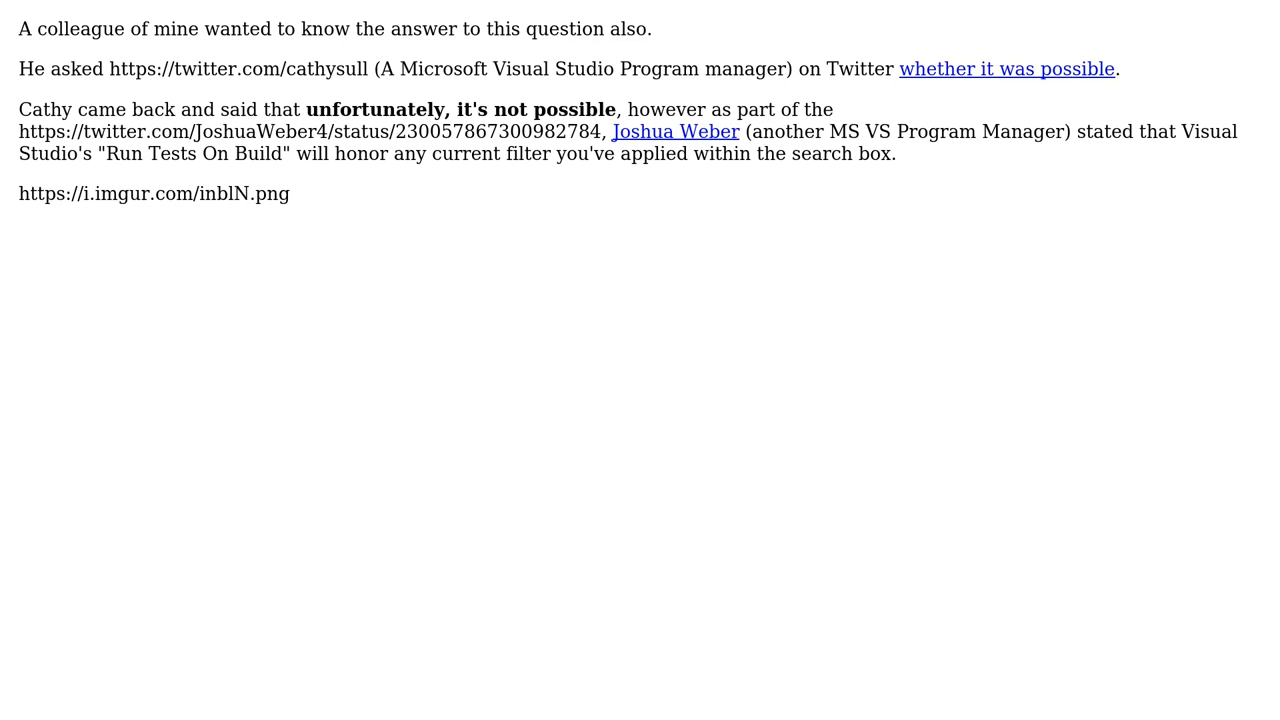 A colleague of mine wanted to know the answer to this question also.
He asked https://twitter.com/cathysull (A Microsoft Visual Studio Program manager) on Twitter whether it was possible.
Cathy came back and said that unfortunately, it's not possible, however as part of the
https://twitter.com/JoshuaWeber4/status/230057867300982784, Joshua Weber (another MS VS Program Manager) stated that Visual
Studio's "Run Tests On Build" will honor any current filter you've applied within the search box.
https://i.imgur.com/inblN.png